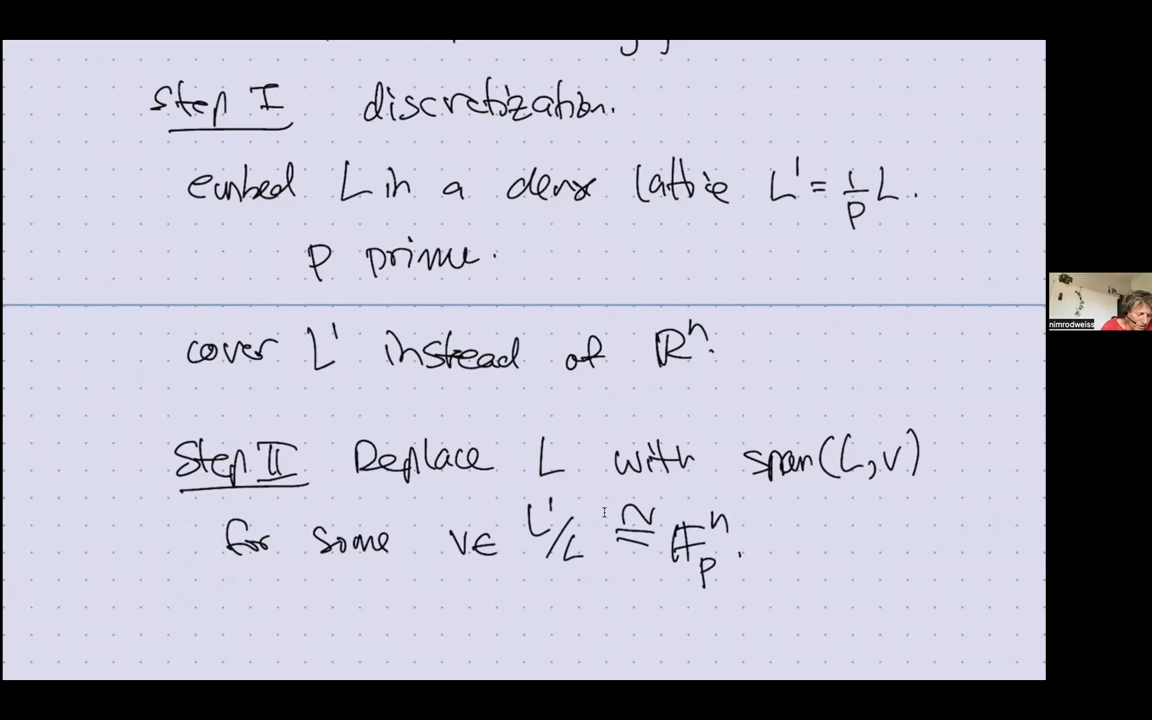 Step I discretization.
embed L in a dense lattice L' = 1/p L.
p prime.
cover L' instead of ℝⁿ.
Step II Replace L with span(L,v)
for some v∈ L'/L ≅ 𝔽ₚⁿ.
nimrodweiss